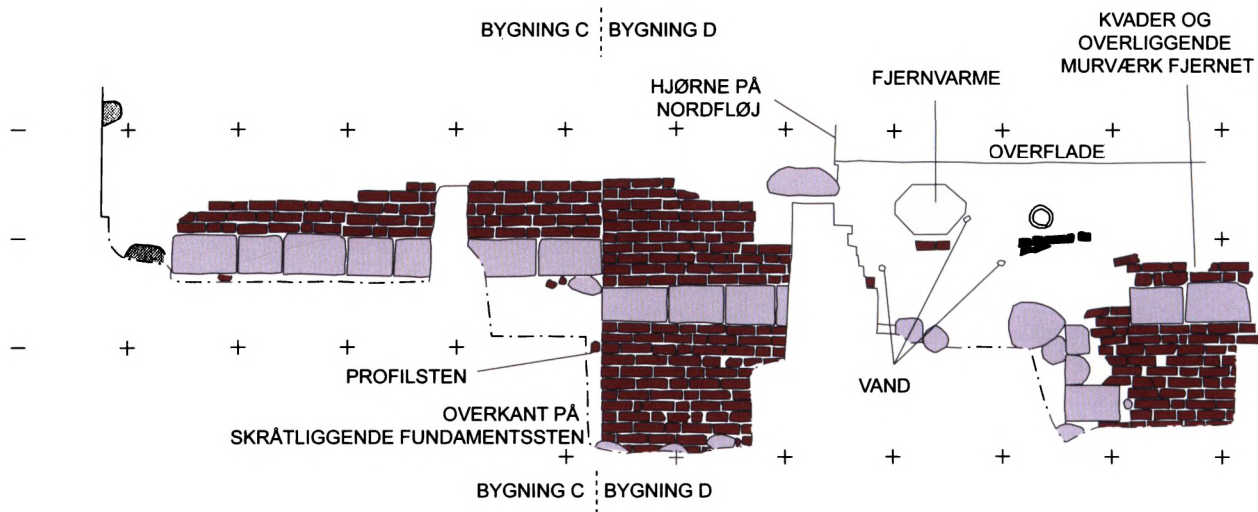 BYGNING C
BYGNING D
KVADER OG
OVERLIGGENDE
MURVÆRK FJERNET
HJØRNE PÅ
NORDFLØJ
FJERNVARME
OVERFLADE
PROFILSTEN
VAND
OVERKANT PÅ
SKRÅTLIGGENDE FUNDAMENTSSTEN
BYGNING C
BYGNING D